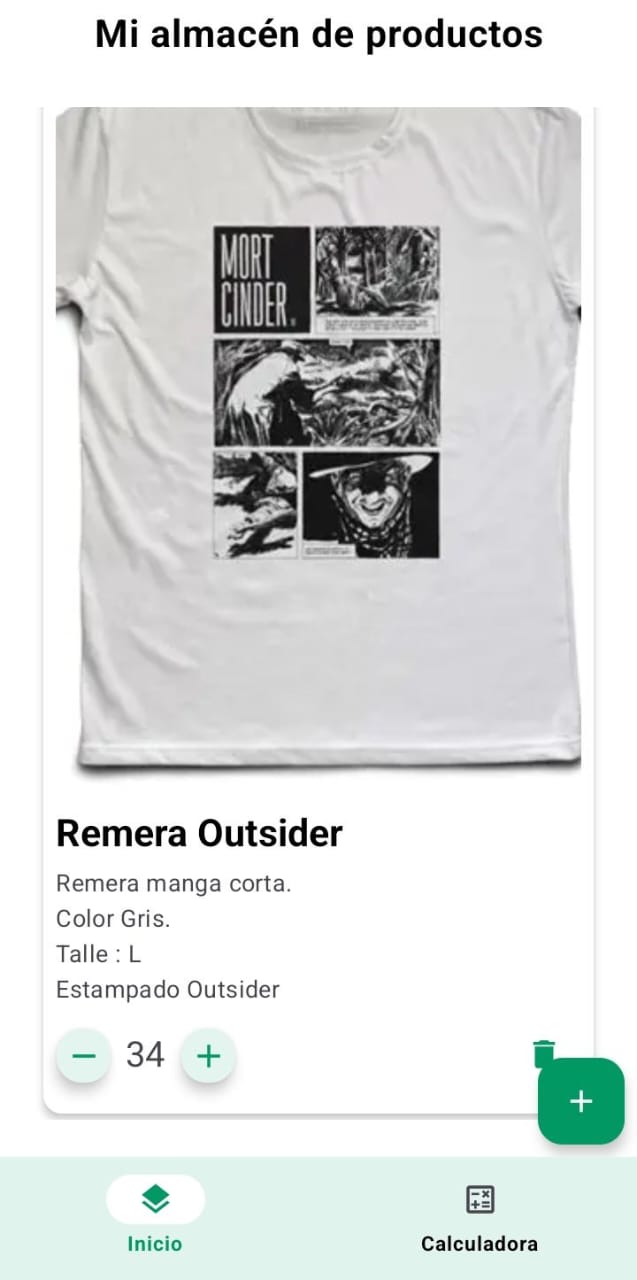 Mi almacén de productos
MORT
CINDER
Remera Outsider
Remera manga corta.
Color Gris.
Talle : L
Estampado Outsider
34
Inicio
Calculadora